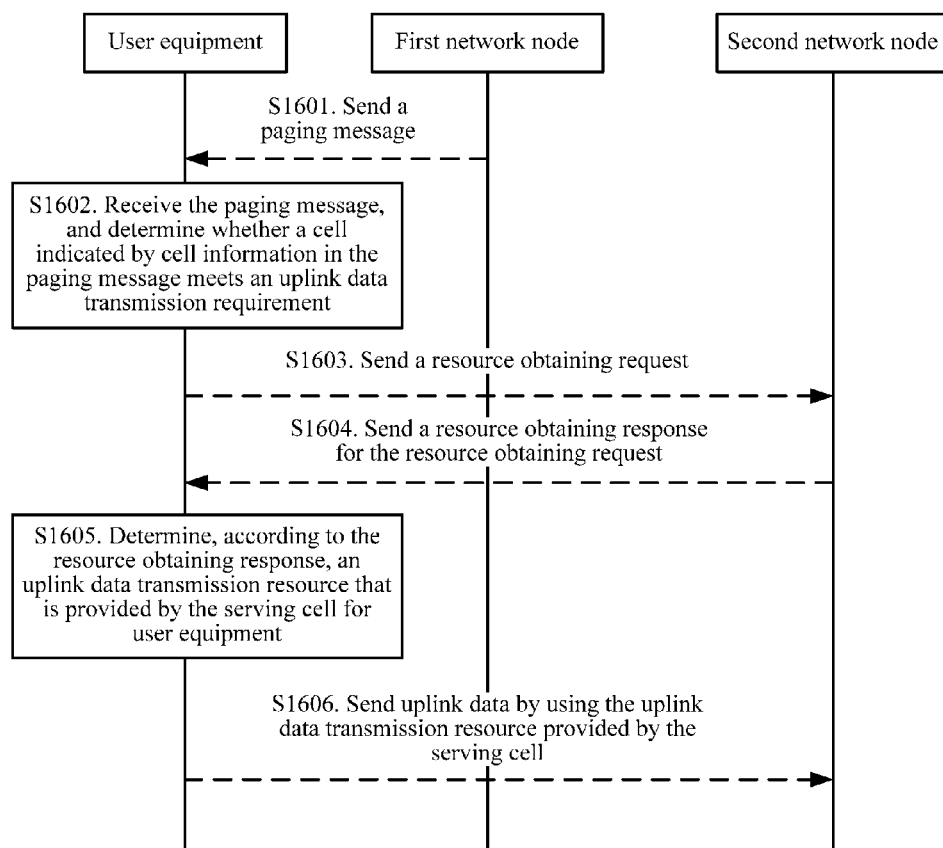 User equipment
First network node
Second network node
S1601. Send a
paging message
S1602. Receive the paging message,
and determine whether a cell
indicated by cell information in the
paging message meets an uplink data
transmission requirement
S1603. Send a resource obtaining request
S1604. Send a resource obtaining response
for the resource obtaining request
S1605. Determine, according to the
resource obtaining response, an
uplink data transmission resource that
is provided by the serving cell for
user equipment
S1606. Send uplink data by using the uplink
data transmission resource provided by the
serving cell